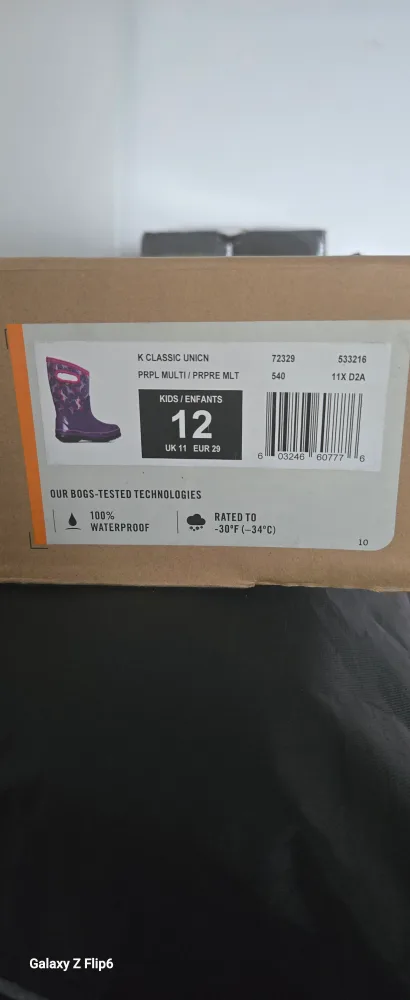 K CLASSIC UNICN 72329 533216
PRPL MULTI / PRPRE MLT 540 11X D2A
KIDS / ENFANTS
12
UK 11 EUR 29
6 03246 60777 6
OUR BOGS-TESTED TECHNOLOGIES
100%
WATERPROOF
RATED TO
-30°F (-34°C)
10
Galaxy Z Flip6